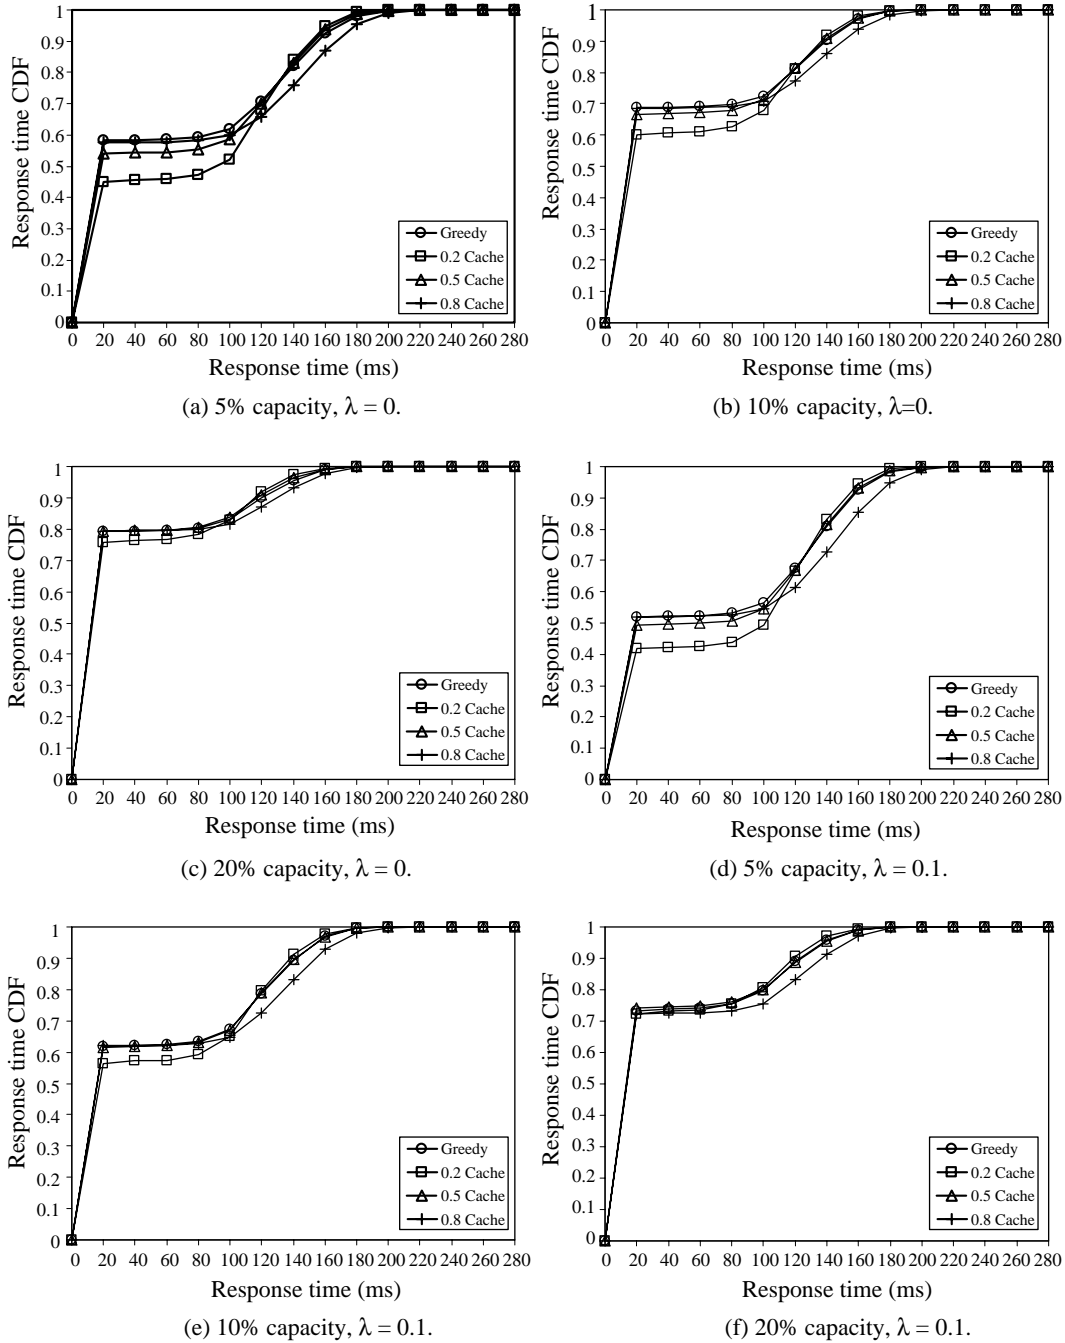 Response time CDF
1
0.9
0.8
0.7
0.6
0.5
0.4
0.3
0.2
0.1
0
Greedy
0.2 Cache
0.5 Cache
0.8 Cache
0 20 40 60 80 100 120 140 160 180 200 220 240 260 280
Response time (ms)
(a) 5% capacity, λ = 0.
Response time CDF
1
0.9
0.8
0.7
0.6
0.5
0.4
0.3
0.2
0.1
0
Greedy
0.2 Cache
0.5 Cache
0.8 Cache
0 20 40 60 80 100 120 140 160 180 200 220 240 260 280
Response time (ms)
(b) 10% capacity, λ=0.
Response time CDF
1
0.9
0.8
0.7
0.6
0.5
0.4
0.3
0.2
0.1
0
Greedy
0.2 Cache
0.5 Cache
0.8 Cache
0 20 40 60 80 100 120 140 160 180 200 220 240 260 280
Response time (ms)
(c) 20% capacity, λ = 0.
Response time CDF
1
0.9
0.8
0.7
0.6
0.5
0.4
0.3
0.2
0.1
0
Greedy
0.2 Cache
0.5 Cache
0.8 Cache
0 20 40 60 80 100 120 140 160 180 200 220 240 260 280
Response time (ms)
(d) 5% capacity, λ = 0.1.
Response time CDF
1
0.9
0.8
0.7
0.6
0.5
0.4
0.3
0.2
0.1
0
Greedy
0.2 Cache
0.5 Cache
0.8 Cache
0 20 40 60 80 100 120 140 160 180 200 220 240 260 280
Response time (ms)
(e) 10% capacity, λ = 0.1.
Response time CDF
1
0.9
0.8
0.7
0.6
0.5
0.4
0.3
0.2
0.1
0
Greedy
0.2 Cache
0.5 Cache
0.8 Cache
0 20 40 60 80 100 120 140 160 180 200 220 240 260 280
Response time (ms)
(f) 20% capacity, λ = 0.1.